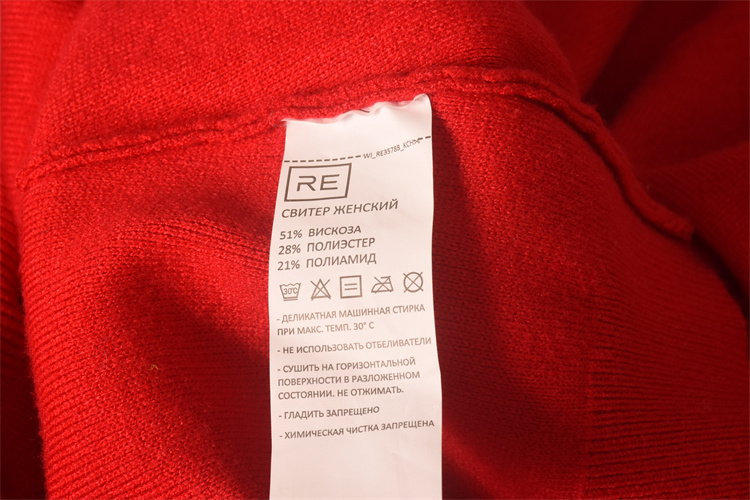 RE
СВИТЕР ЖЕНСКИЙ
51% ВИСКОЗА
28% ПОЛИЭСТЕР
21% ПОЛИАМИД
30°C
- ДЕЛИКАТНАЯ МАШИННАЯ СТИРКА
ПРИ МАКС. ТЕМП. 30° С
- НЕ ИСПОЛЬЗОВАТЬ ОТБЕЛИВАТЕЛИ
- СУШИТЬ НА ГОРИЗОНТАЛЬНОЙ
ПОВЕРХНОСТИ В РАЗЛОЖЕННОМ
СОСТОЯНИИ. НЕ ОТЖИМАТЬ.
- ГЛАДИТЬ ЗАПРЕЩЕНО
- ХИМИЧЕСКАЯ ЧИСТКА ЗАПРЕЩЕНА